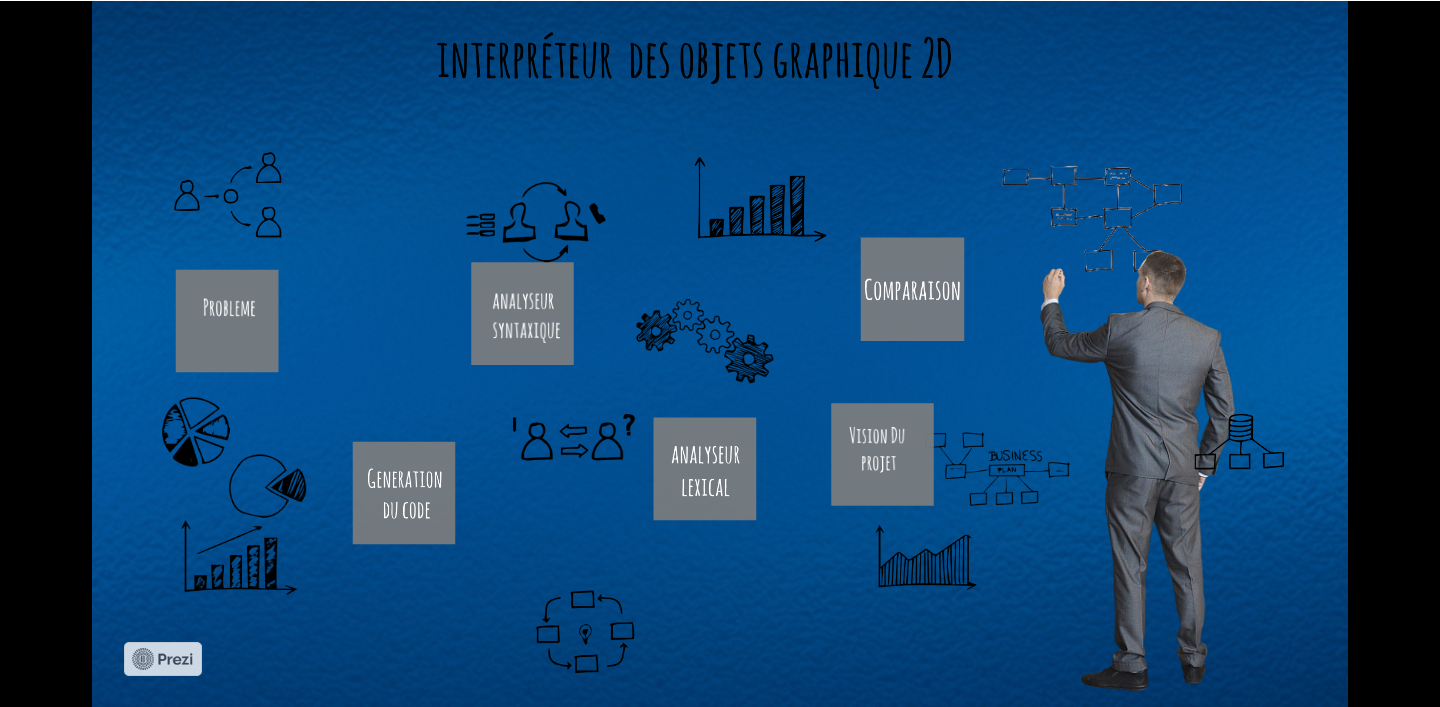 INTERPRÉTEUR DES OBJETS GRAPHIQUE 2D
PROBLEME
ANALYSEUR
SYNTAXIQUE
COMPARAISON
GENERATION
DU CODE
ANALYSEUR
LEXICAL
VISION DU
PROJET
! ?
BUSINESS
PLAN
Prezi